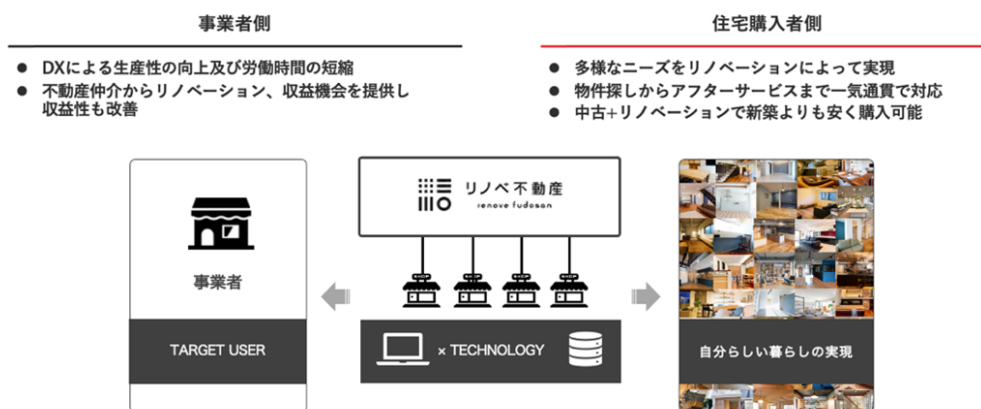 事業者側
● DXによる生産性の向上及び労働時間の短縮
● 不動産仲介からリノベーション、収益機会を提供し
収益性も改善
住宅購入者側
● 多様なニーズをリノベーションによって実現
● 物件探しからアフターサービスまで一気通貫で対応
● 中古+リノベーションで新築よりも安く購入可能
事業者
TARGET USER
リノベ不動産
renove fudosan
SHOP
SHOP
SHOP
SHOP
× TECHNOLOGY
自分らしい暮らしの実現